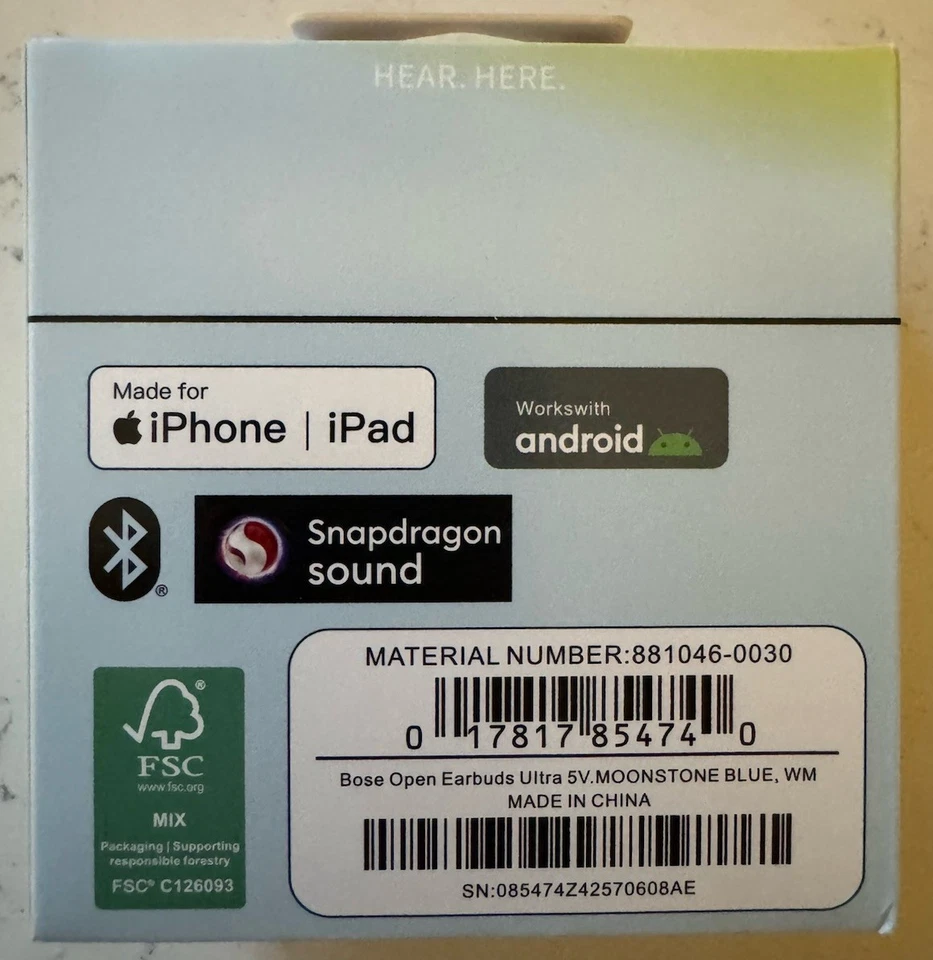 HEAR. HERE.
Made for
iPhone | iPad
Workswith
android
®
Snapdragon
sound
MATERIAL NUMBER:881046-0030
0 17817 85474 0
Bose Open Earbuds Ultra 5V.MOONSTONE BLUE, WM
MADE IN CHINA
SN:085474Z42570608AE
®
FSC
www.fsc.org
MIX
Packaging | Supporting
responsible forestry
FSC® C126093